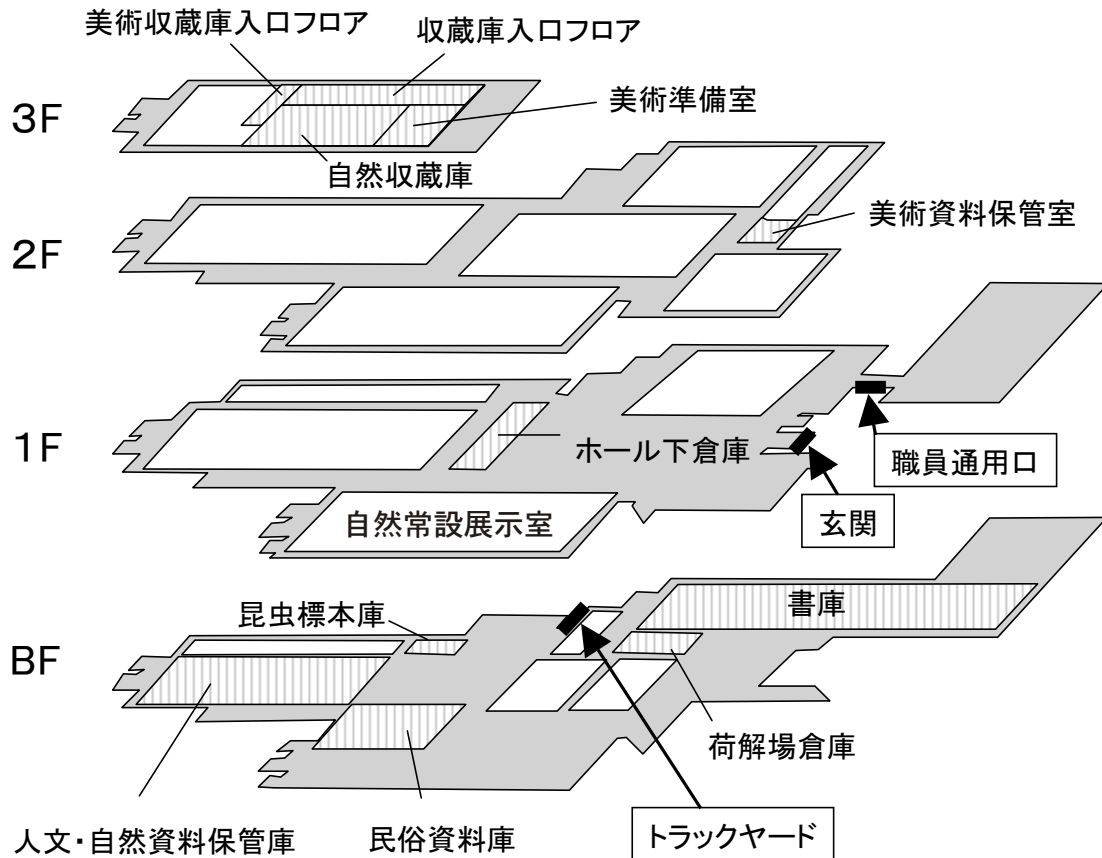 美術収蔵庫入口フロア
収蔵庫入口フロア
3F
美術準備室
自然収蔵庫
美術資料保管室
2F
1F
ホール下倉庫
職員通用口
自然常設展示室
玄関
昆虫標本庫
書庫
BF
荷解場倉庫
人文・自然資料保管庫
民俗資料庫
トラックヤード